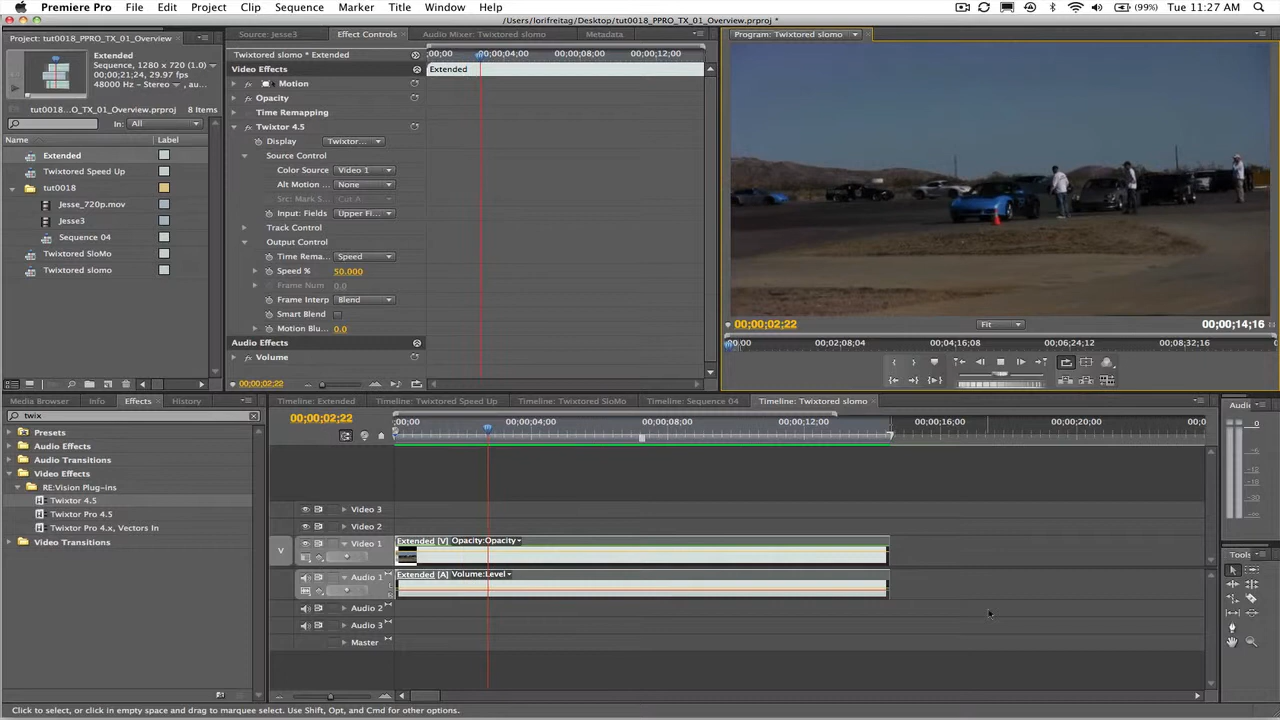 Premiere Pro File Edit Project Clip Sequence Marker Title Window Help (99%) Tue 11:27 AM
/Users/lorifreitag/Desktop/tut0018_PPRO_TX_01_Overview.prproj *
Project: tut0018_PPRO_TX_01_Overview
Extended
Sequence, 1280 x 720 (1.0)
00;00;21;24, 29.97 fps
48000 Hz - Stereo
tut0018...O_TX_01_Overview.prproj 8 Items
In: All
Name Label
Extended
Twixtored Speed Up
tut0018
Jesse_720p.mov
Jesse3
Sequence 04
Twixtored SloMo
Twixtored slomo
Source: Jesse3 Effect Controls Audio Mixer: Twixtored slomo Metadata
Twixtored slomo * Extended
;00;00 00;00;04;00 00;00;08;00 00;00;12;00
Video Effects
Extended
fx Motion
fx Opacity
Time Remapping
fx Twixtor 4.5
Display Twixtor...
Source Control
Color Source Video 1
Alt Motion ... None
Src: Mark S... Cut A
Input: Fields Upper Fi...
Track Control
Output Control
Time Rema... Speed
Speed % 50.000
Frame Num 0.0
Frame Interp Blend
Smart Blend
Motion Blu... 0.0
Audio Effects
fx Volume
00;00;02;22
Program: Twixtored slomo
00;00;02;22 Fit 00;00;14;16
00;00 00;02;08;04 00;04;16;08 00;06;24;12 00;08;32;16
Media Browser Info Effects History
twix
Presets
Audio Effects
Audio Transitions
Video Effects
RE:Vision Plug-ins
Twixtor 4.5
Twixtor Pro 4.5
Twixtor Pro 4.x, Vectors In
Video Transitions
Timeline: Extended Timeline: Twixtored Speed Up Timeline: Twixtored SloMo Timeline: Sequence 04 Timeline: Twixtored slomo
00;00;02;22
;00;00 00;00;04;00 00;00;08;00 00;00;12;00 00;00;16;00 00;00;20;00 00;0
Video 3
Video 2
V
Video 1
Extended [V] Opacity:Opacity
Audio 1
Extended [A] Volume:Level
Audio 2
Audio 3
Master
Audio
0
Tools
Click to select, or click in empty space and drag to marquee select. Use Shift, Opt, and Cmd for other options.